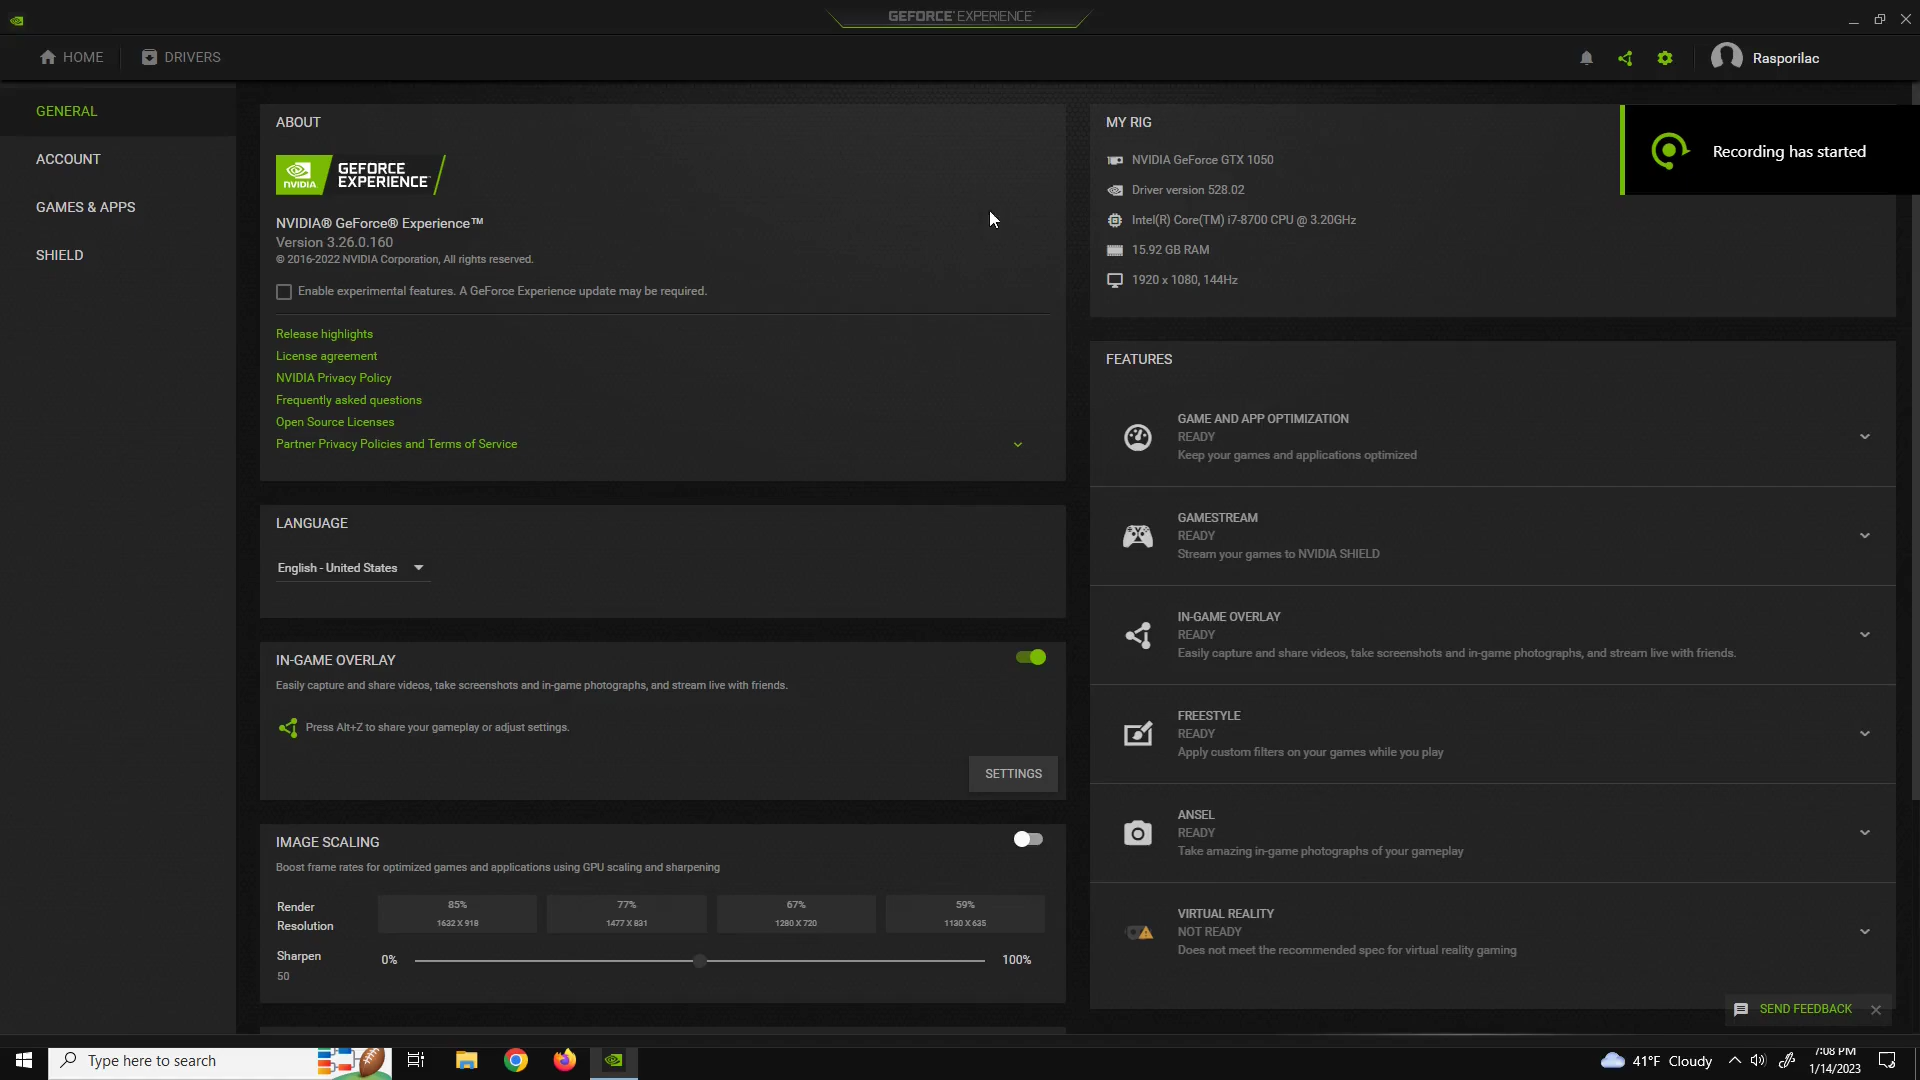 GEFORCE EXPERIENCE
HOME
DRIVERS
Rasporilac
GENERAL
ACCOUNT
GAMES & APPS
SHIELD
ABOUT
NVIDIA.
GEFORCE
EXPERIENCE
NVIDIA® GeForce® Experience™
Version 3.26.0.160
© 2016-2022 NVIDIA Corporation, All rights reserved.
Enable experimental features. A GeForce Experience update may be required.
Release highlights
License agreement
NVIDIA Privacy Policy
Frequently asked questions
Open Source Licenses
Partner Privacy Policies and Terms of Service
LANGUAGE
English - United States
IN-GAME OVERLAY
Easily capture and share videos, take screenshots and in-game photographs, and stream live with friends.
Press Alt+Z to share your gameplay or adjust settings.
SETTINGS
IMAGE SCALING
Boost frame rates for optimized games and applications using GPU scaling and sharpening
Render
Resolution
85%
1632 X 918
77%
1477 X 831
67%
1280 X 720
59%
1130 X 635
Sharpen
50
0%
100%
MY RIG
NVIDIA GeForce GTX 1050
Driver version 528.02
Intel(R) Core(TM) i7-8700 CPU @ 3.20GHz
15.92 GB RAM
1920 x 1080, 144Hz
Recording has started
FEATURES
GAME AND APP OPTIMIZATION
READY
Keep your games and applications optimized
GAMESTREAM
READY
Stream your games to NVIDIA SHIELD
IN-GAME OVERLAY
READY
Easily capture and share videos, take screenshots and in-game photographs, and stream live with friends.
FREESTYLE
READY
Apply custom filters on your games while you play
ANSEL
READY
Take amazing in-game photographs of your gameplay
VIRTUAL REALITY
NOT READY
Does not meet the recommended spec for virtual reality gaming
SEND FEEDBACK
Type here to search
41°F Cloudy
7:08 PM
1/14/2023